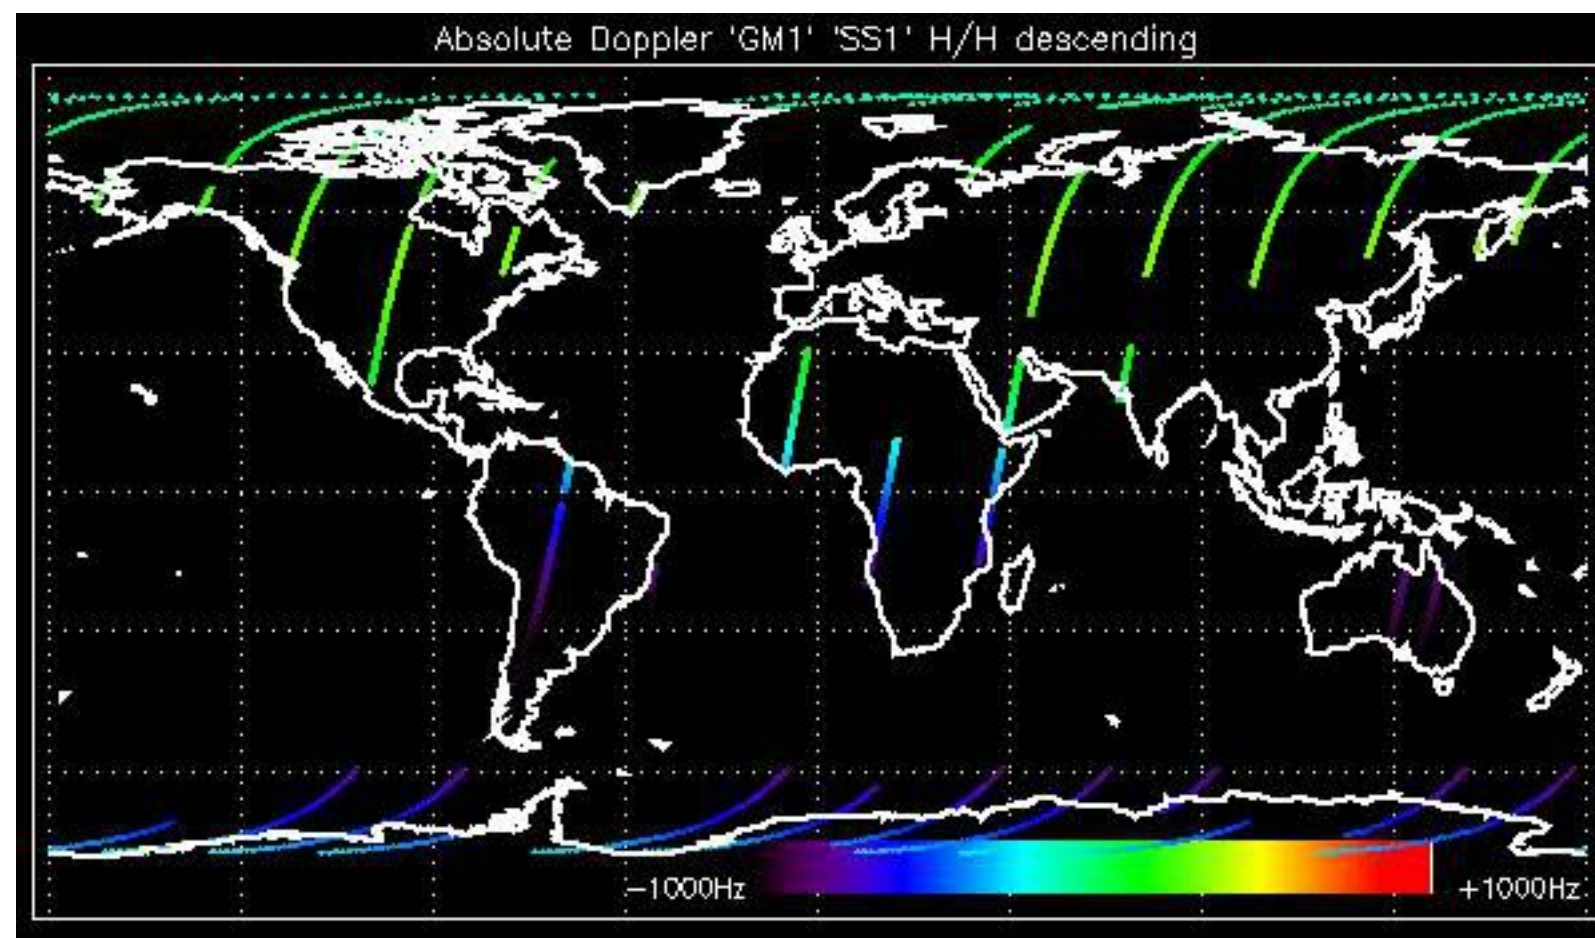 Absolute Doppler 'GM1' 'SS1' H/H descending
−1000Hz +1000Hz